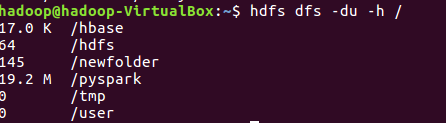 hadoop@hadoop-VirtualBox:~$ hdfs dfs -du -h /
17.0 K  /hbase
64      /hdfs
145     /newfolder
19.2 M  /pyspark
0       /tmp
0       /user